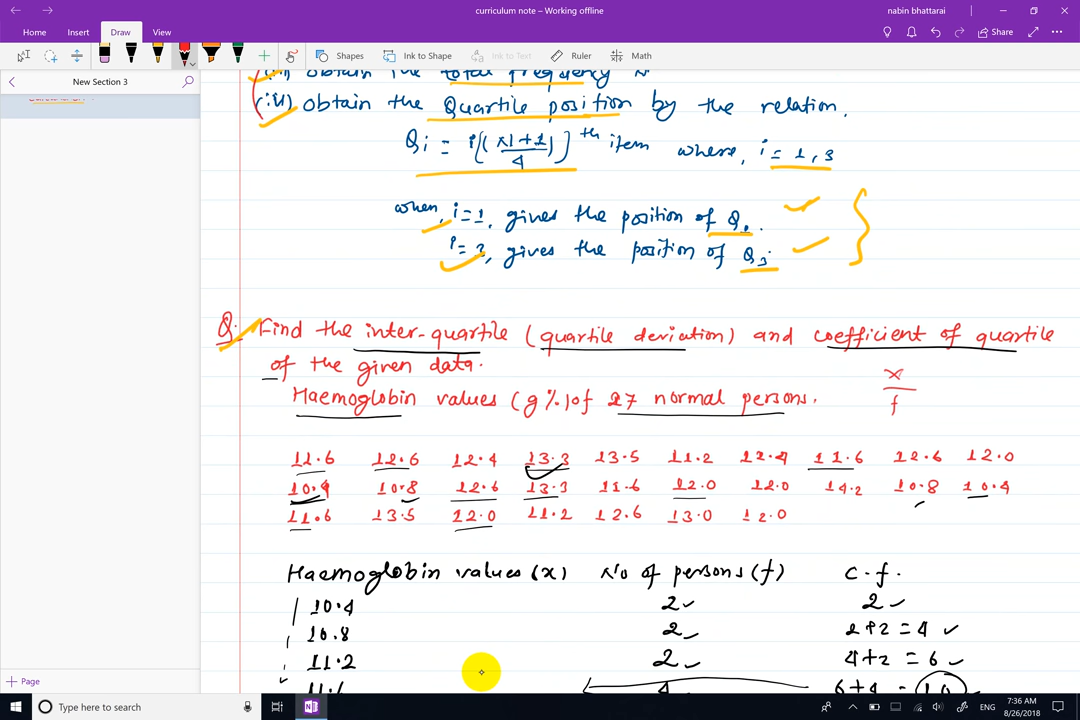 curriculum note – Working offline
nabin bhattarai
Home Insert Draw View
Share
Shapes Ink to Shape Ink to Text Ruler Math
New Section 3
obtain the total frequency N
(iv) obtain the Quartile position by the relation.
Qi = i((N+1)/4)th item where, i = 1, 3
when, i=1, gives the position of Q1.
i= 3, gives the position of Q3.
Q. Find the inter-quartile (quartile deviation) and coefficient of quartile
of the given data.
Haemoglobin values (g%) of 27 normal persons.
x
f
11.6 12.6 12.4 13.3 13.5 11.2 12.4 11.6 12.6 12.0
10.4 10.8 12.6 13.3 11.6 12.0 12.0 14.2 10.8 10.4
11.6 13.5 12.0 11.2 12.6 13.0 12.0
Haemoglobin values (x) No of persons (f) c.f.
10.4 2 2
10.8 2 2+2 = 4
11.2 2 4+2 = 6
4 6+4 = 10
Page
Type here to search
ENG
7:36 AM
8/26/2018